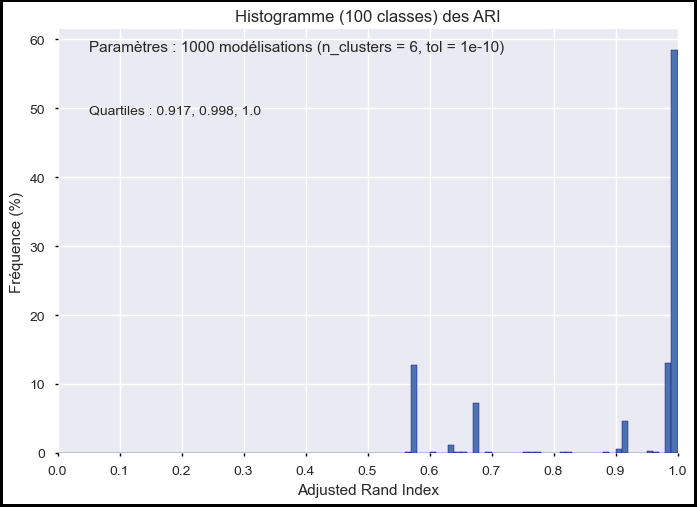 Histogramme (100 classes) des ARI
60
Paramètres : 1000 modélisations (n_clusters = 6, tol = 1e-10)
50
Quartiles : 0.917, 0.998, 1.0
40
Fréquence (%)
30
20
10
0
0.0 0.1 0.2 0.3 0.4 0.5 0.6 0.7 0.8 0.9 1.0
Adjusted Rand Index